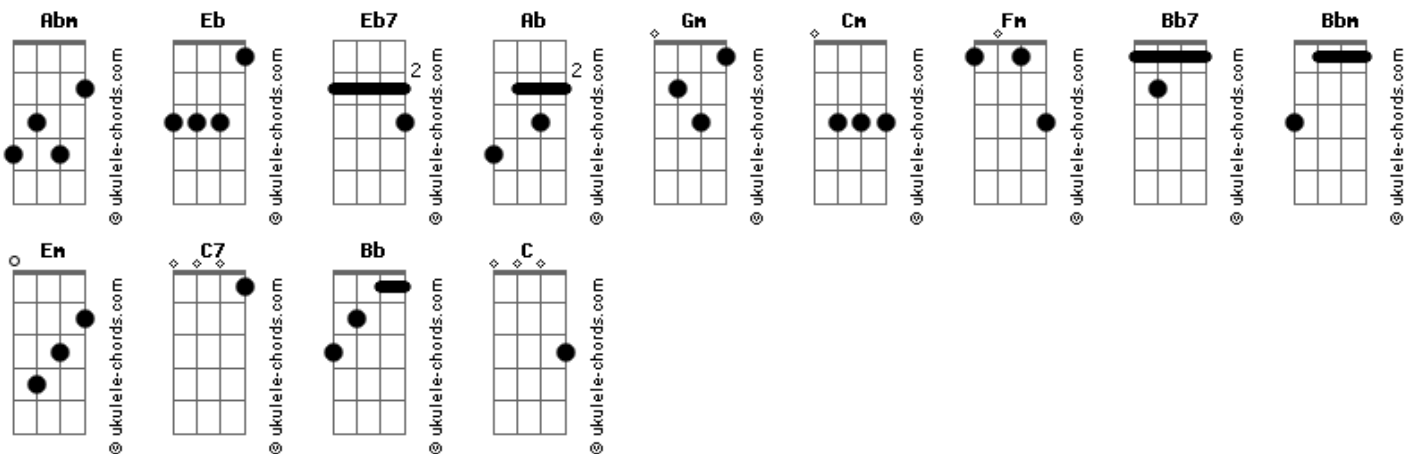 Abm Eb Eb7 Ab Gm Cm Fm Bb7 Bbm
2 2
© ukulele-chords.com © ukulele-chords.com © ukulele-chords.com © ukulele-chords.com © ukulele-chords.com © ukulele-chords.com © ukulele-chords.com © ukulele-chords.com © ukulele-chords.com
Em C7 Bb C
© ukulele-chords.com © ukulele-chords.com © ukulele-chords.com © ukulele-chords.com